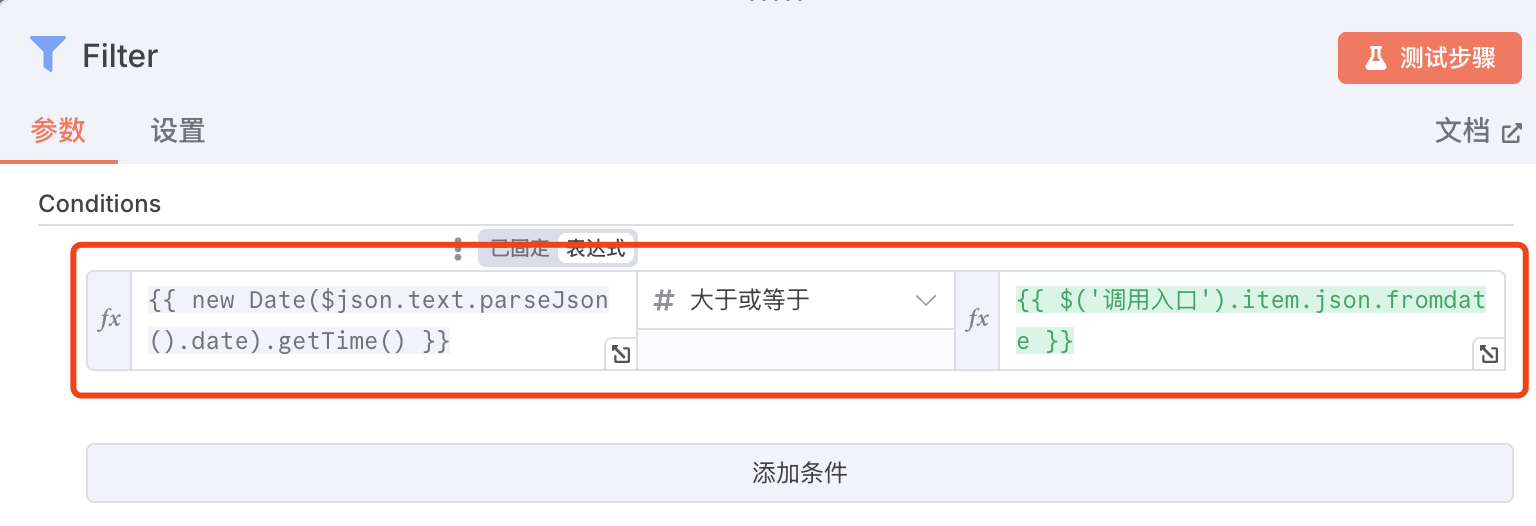 Filter
测试步骤
参数
设置
文档
Conditions
已固定
表达式
fx
{{ new Date($json.text.parseJson
().date).getTime() }}
# 大于或等于
fx
{{ $('调用入口').item.json.fromdat
e }}
添加条件